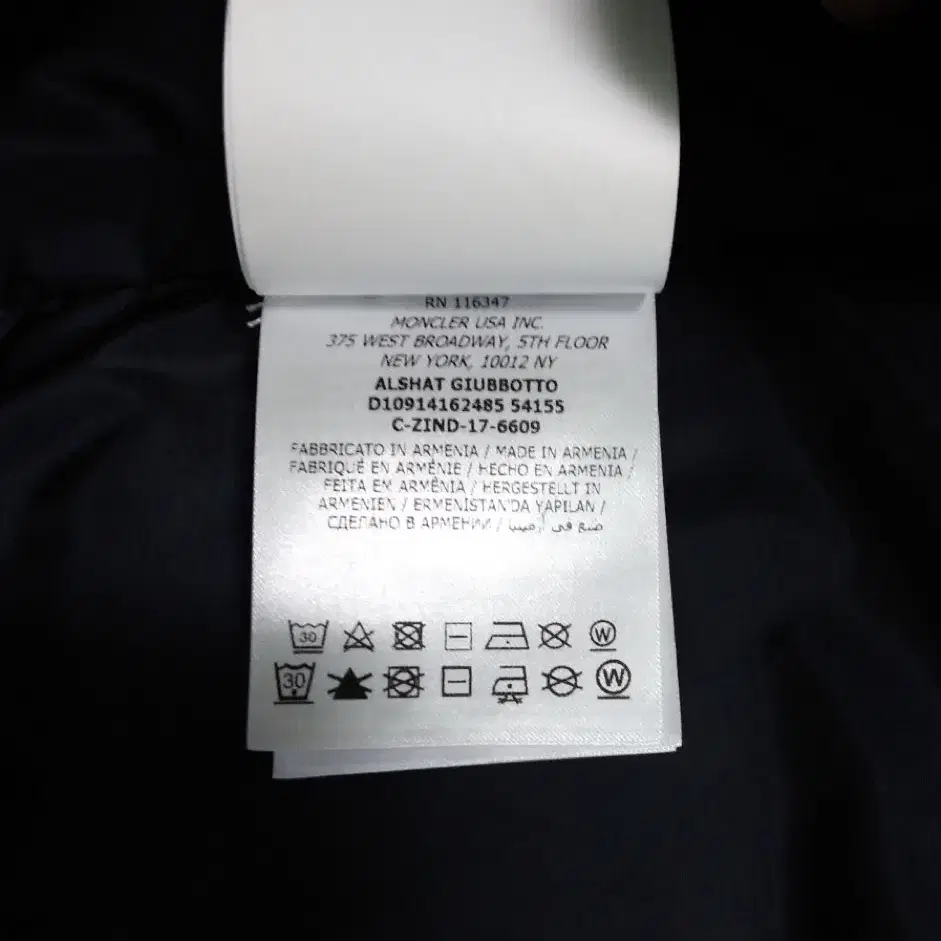 RN 116347
MONCLER USA INC.
375 WEST BROADWAY, 5TH FLOOR
NEW YORK, 10012 NY
ALSHAT GIUBBOTTO
D10914162485 54155
C-ZIND-17-6609
FABBRICATO IN ARMENIA / MADE IN ARMENIA /
FABRIQUÉ EN ARMÉNIE / HECHO EN ARMENIA /
FEITA EM ARMÊNIA / HERGESTELLT IN
ARMENIEN / ERMENISTAN'DA YAPILAN /
СДЕЛАНО В АРМЕНИИ / صنع في
30 W
30 W